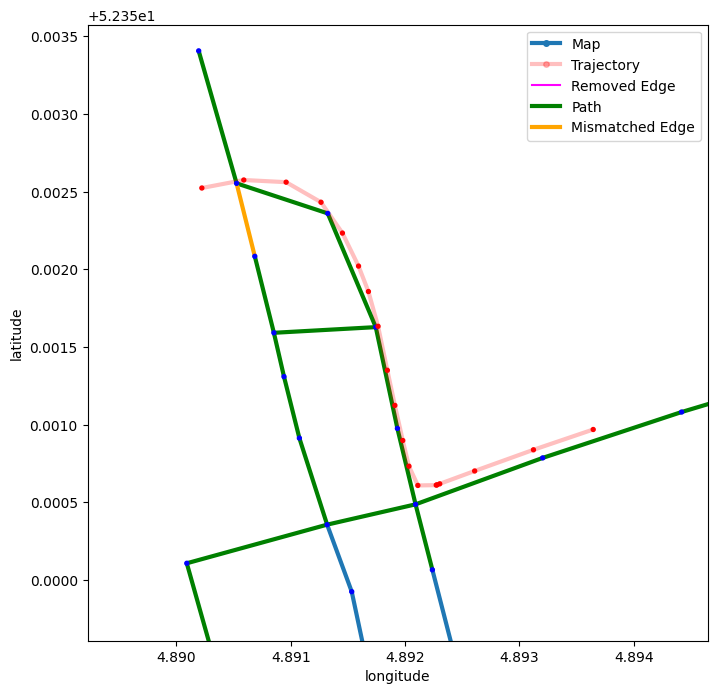 +5.235e1
0.0035
0.0030
0.0025
0.0020
0.0015
0.0010
0.0005
0.0000
latitude
Map
Trajectory
Removed Edge
Path
Mismatched Edge
4.890 4.891 4.892 4.893 4.894
longitude